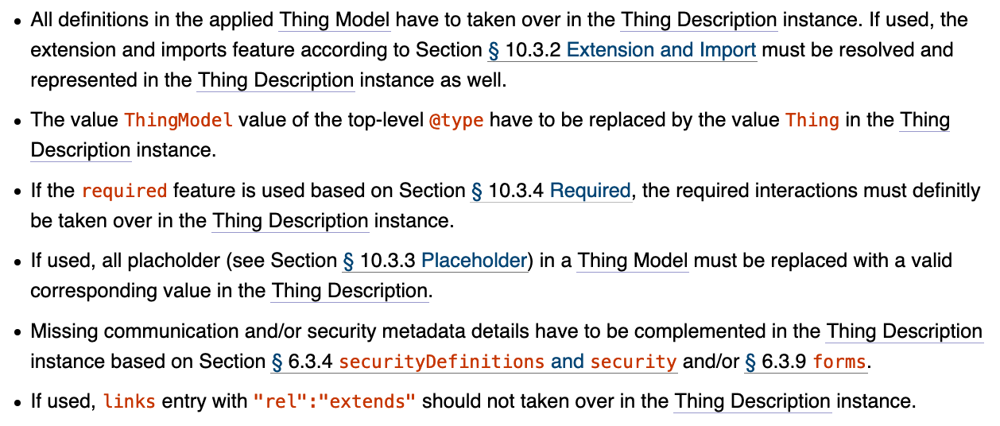 • All definitions in the applied Thing Model have to taken over in the Thing Description instance. If used, the
extension and imports feature according to Section § 10.3.2 Extension and Import must be resolved and
represented in the Thing Description instance as well.
• The value ThingModel value of the top-level @type have to be replaced by the value Thing in the Thing
Description instance.
• If the required feature is used based on Section § 10.3.4 Required, the required interactions must definitly
be taken over in the Thing Description instance.
• If used, all placholder (see Section § 10.3.3 Placeholder) in a Thing Model must be replaced with a valid
corresponding value in the Thing Description.
• Missing communication and/or security metadata details have to be complemented in the Thing Description
instance based on Section § 6.3.4 securityDefinitions and security and/or § 6.3.9 forms.
• If used, links entry with "rel":"extends" should not taken over in the Thing Description instance.